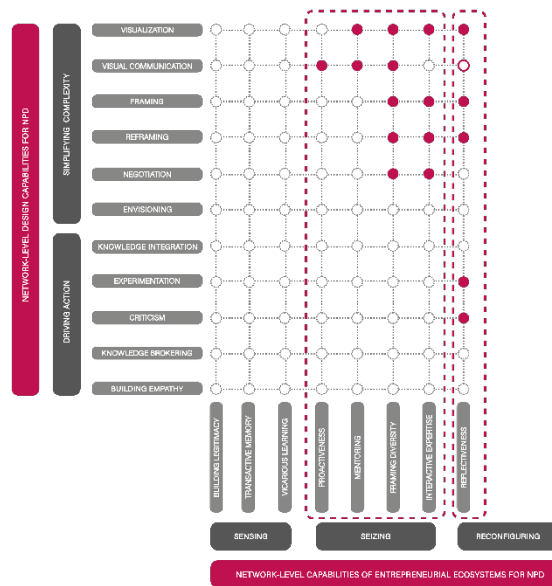 NETWORK-LEVEL DESIGN CAPABILITIES FOR NPD
SIMPLIFYING COMPLEXITY
VISUALIZATION
VISUAL COMMUNICATION
FRAMING
REFRAMING
NEGOTIATION
ENVISIONING
DRIVING ACTION
KNOWLEDGE INTEGRATION
EXPERIMENTATION
CRITICISM
KNOWLEDGE BROKERING
BUILDING EMPATHY
BUILDING LEGITIMACY
TRANSACTIVE MEMORY
VICARIOUS LEARNING
PROACTIVENESS
MENTORING
FRAMING DIVERSITY
INTERACTIVE EXPERTISE
REFLECTIVENESS
SENSING
SEIZING
RECONFIGURING
NETWORK-LEVEL CAPABILITIES OF ENTREPRENEURIAL ECOSYSTEMS FOR NPD